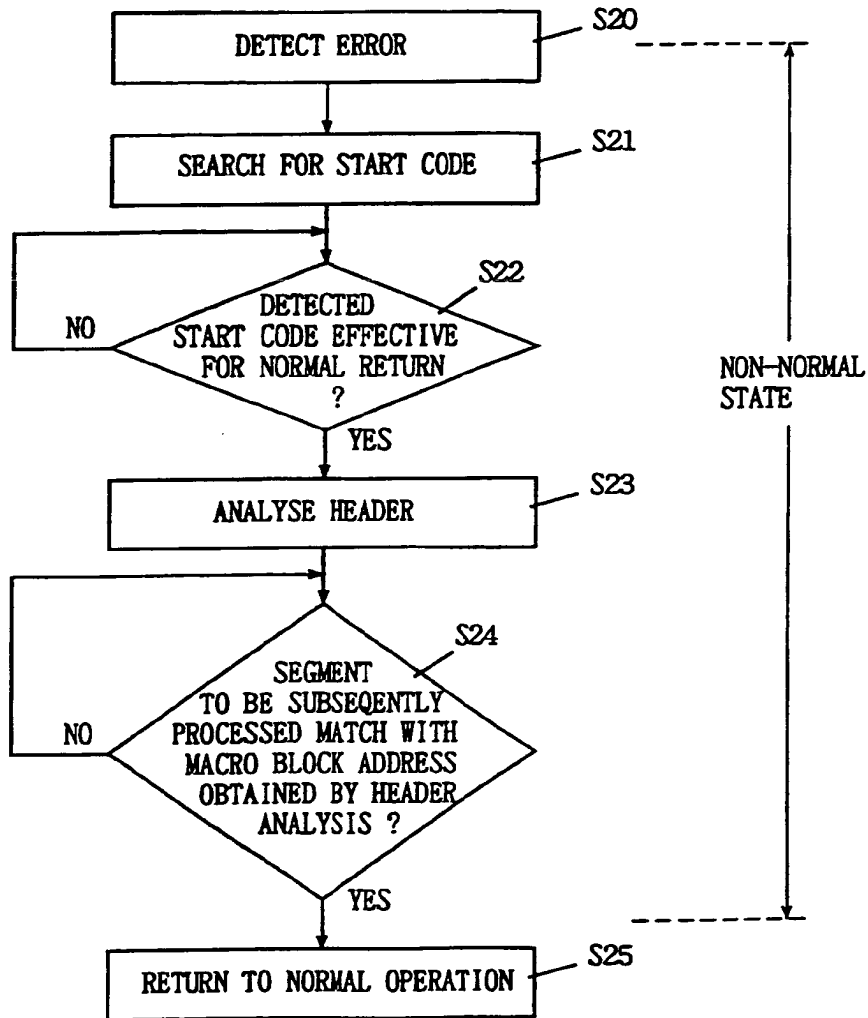 S20
DETECT ERROR
S21
SEARCH FOR START CODE
S22
DETECTED
START CODE EFFECTIVE
FOR NORMAL RETURN
?
NO
YES
NON-NORMAL
STATE
S23
ANALYSE HEADER
S24
SEGMENT
TO BE SUBSEQENTLY
PROCESSED MATCH WITH
MACRO BLOCK ADDRESS
OBTAINED BY HEADER
ANALYSIS ?
NO
YES
S25
RETURN TO NORMAL OPERATION